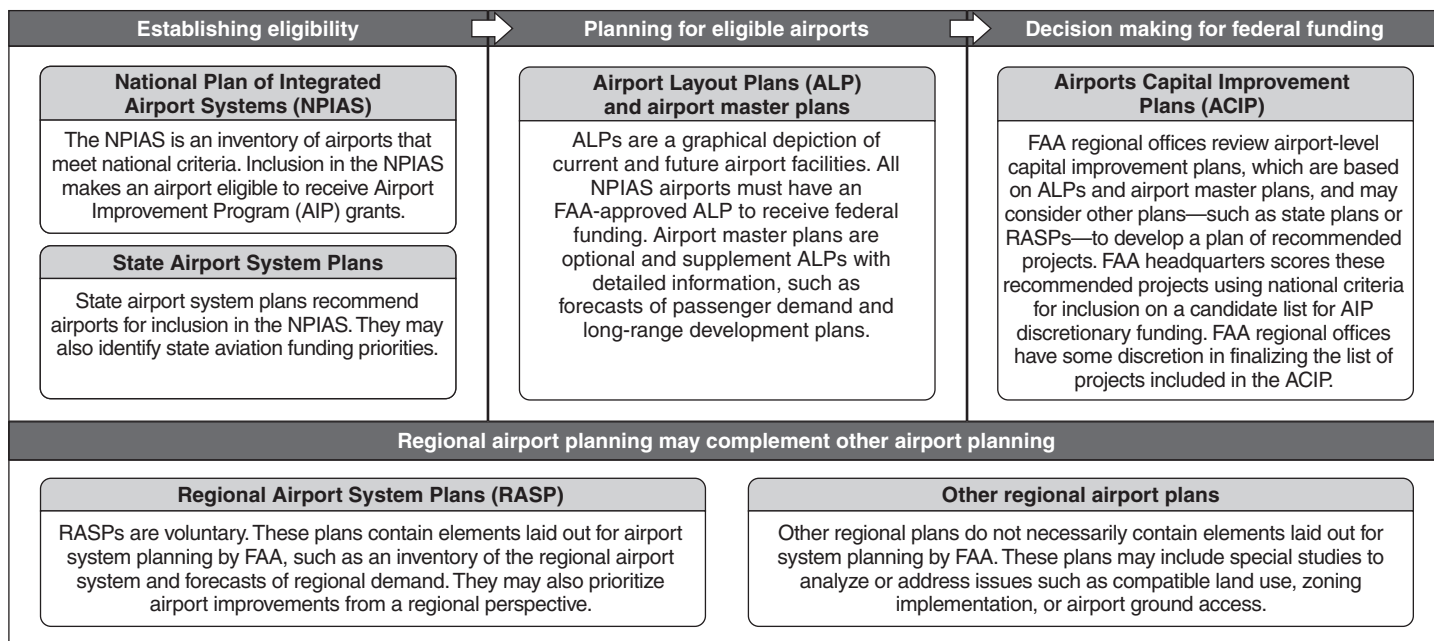 Establishing eligibility
Planning for eligible airports
Decision making for federal funding
National Plan of Integrated
Airport Systems (NPIAS)
The NPIAS is an inventory of airports that
meet national criteria. Inclusion in the NPIAS
makes an airport eligible to receive Airport
Improvement Program (AIP) grants.
State Airport System Plans
State airport system plans recommend
airports for inclusion in the NPIAS. They may
also identify state aviation funding priorities.
Airport Layout Plans (ALP)
and airport master plans
ALPs are a graphical depiction of
current and future airport facilities. All
NPIAS airports must have an
FAA-approved ALP to receive federal
funding. Airport master plans are
optional and supplement ALPs with
detailed information, such as
forecasts of passenger demand and
long-range development plans.
Airports Capital Improvement
Plans (ACIP)
FAA regional offices review airport-level
capital improvement plans, which are based
on ALPs and airport master plans, and may
consider other plans—such as state plans or
RASPs—to develop a plan of recommended
projects. FAA headquarters scores these
recommended projects using national criteria
for inclusion on a candidate list for AIP
discretionary funding. FAA regional offices
have some discretion in finalizing the list of
projects included in the ACIP.
Regional airport planning may complement other airport planning
Regional Airport System Plans (RASP)
RASPs are voluntary. These plans contain elements laid out for airport
system planning by FAA, such as an inventory of the regional airport
system and forecasts of regional demand. They may also prioritize
airport improvements from a regional perspective.
Other regional airport plans
Other regional plans do not necessarily contain elements laid out for
system planning by FAA. These plans may include special studies to
analyze or address issues such as compatible land use, zoning
implementation, or airport ground access.